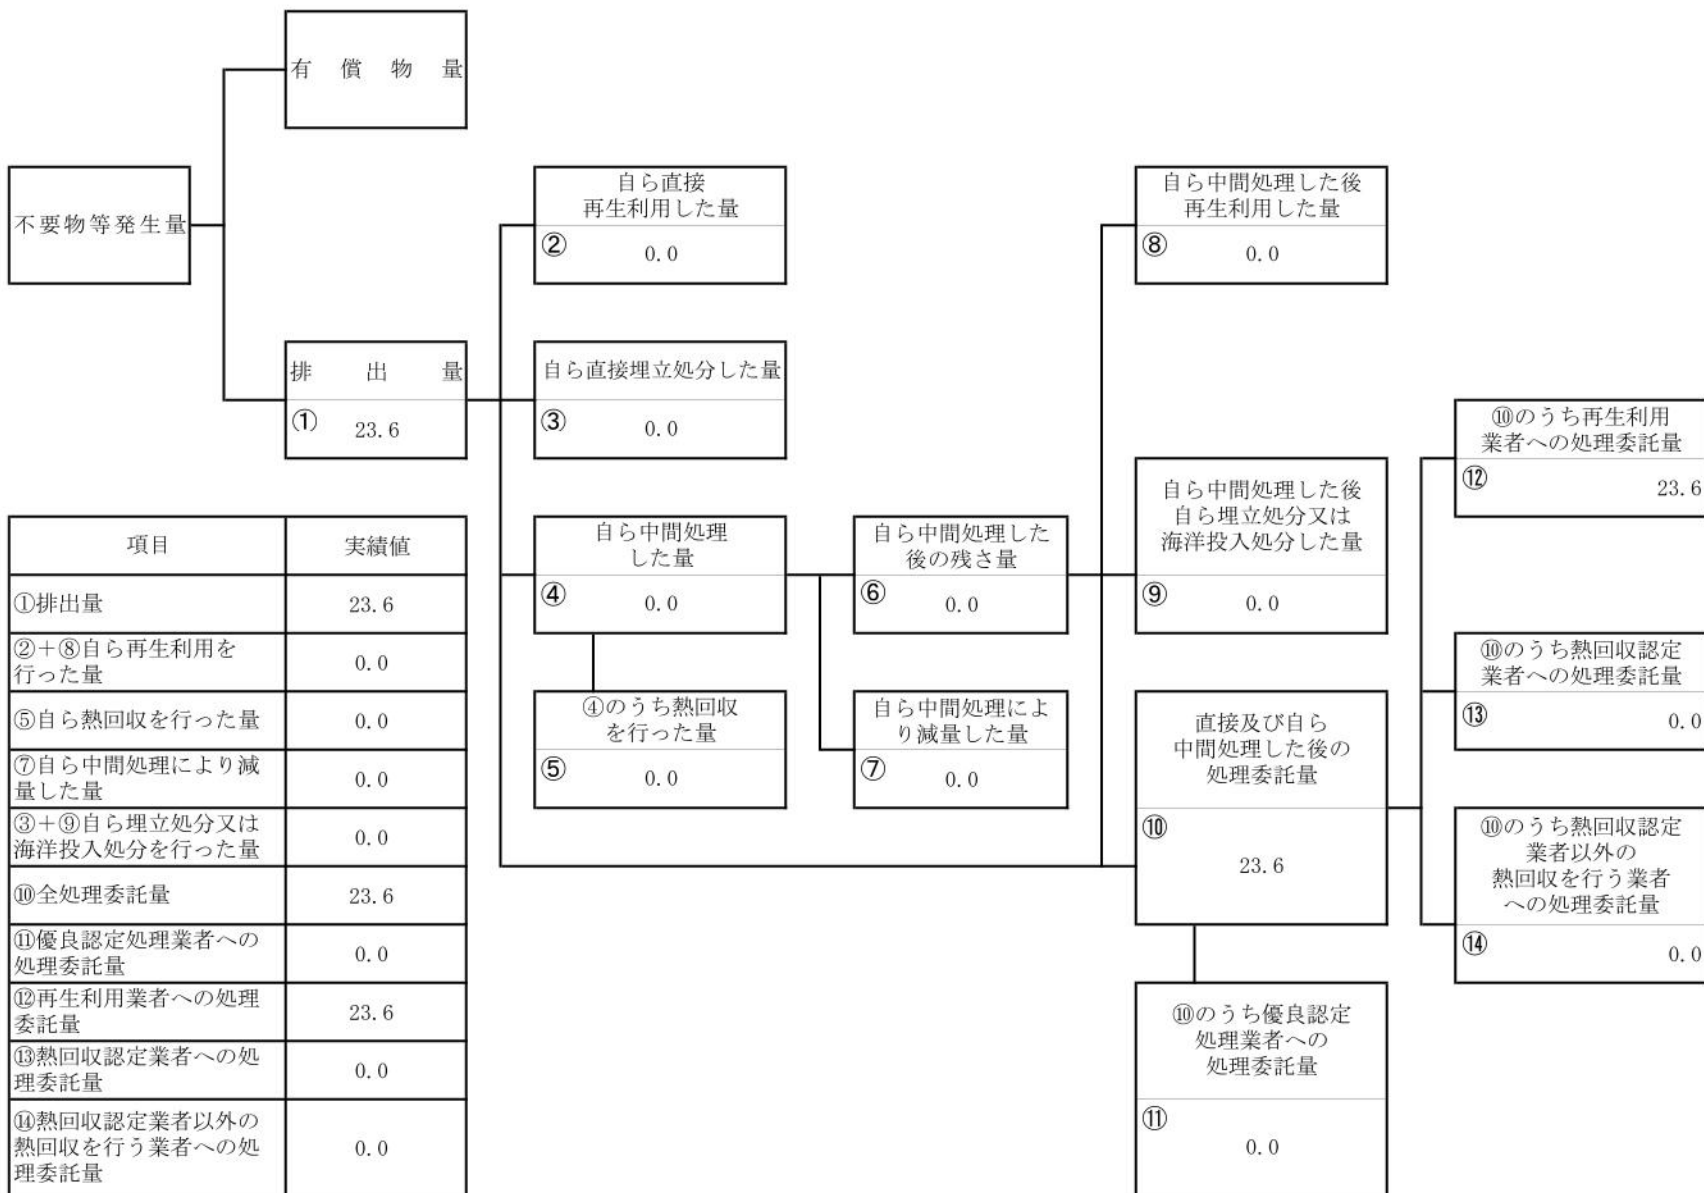 有償物量
不要物等発生量
排出量
① 23.6
自ら直接
再生利用した量
② 0.0
自ら直接埋立処分した量
③ 0.0
自ら中間処理
した量
④ 0.0
④のうち熱回収
を行った量
⑤ 0.0
自ら中間処理した
後の残さ量
⑥ 0.0
自ら中間処理によ
り減量した量
⑦ 0.0
自ら中間処理した後
再生利用した量
⑧ 0.0
自ら中間処理した後
自ら埋立処分又は
海洋投入処分した量
⑨ 0.0
直接及び自ら
中間処理した後の
処理委託量
⑩
23.6
⑩のうち優良認定
処理業者への
処理委託量
⑪
0.0
⑩のうち再生利用
業者への処理委託量
⑫ 23.6
⑩のうち熱回収認定
業者への処理委託量
⑬ 0.0
⑩のうち熱回収認定
業者以外の
熱回収を行う業者
への処理委託量
⑭ 0.0
項目 実績値
①排出量 23.6
②＋⑧自ら再生利用を
行った量 0.0
⑤自ら熱回収を行った量 0.0
⑦自ら中間処理により減
量した量 0.0
③＋⑨自ら埋立処分又は
海洋投入処分を行った量 0.0
⑩全処理委託量 23.6
⑪優良認定処理業者への
処理委託量 0.0
⑫再生利用業者への処理
委託量 23.6
⑬熱回収認定業者への処
理委託量 0.0
⑭熱回収認定業者以外の
熱回収を行う業者への処
理委託量 0.0